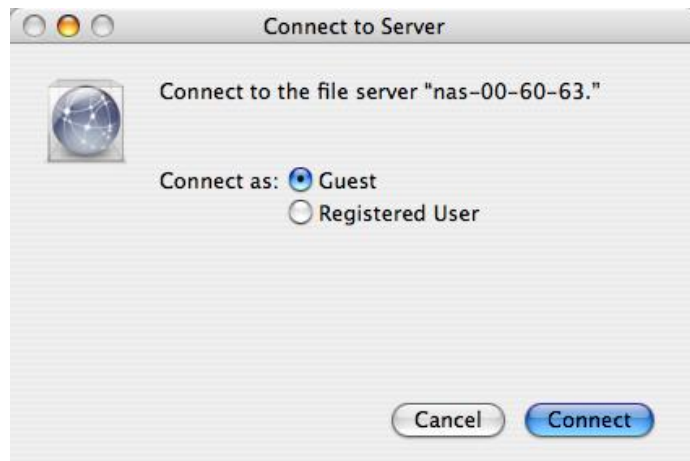 Connect to Server
Connect to the file server “nas-00-60-63.”
Connect as: Guest
Registered User
Cancel Connect